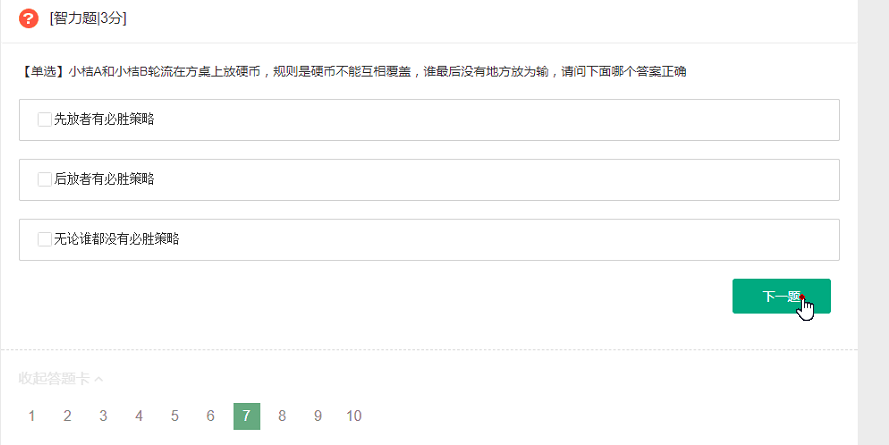 ?
[智力题|3分]
【单选】小桔A和小桔B轮流在方桌上放硬币，规则是硬币不能互相覆盖，谁最后没有地方放为输，请问下面哪个答案正确
先放者有必胜策略
后放者有必胜策略
无论谁都没有必胜策略
下一题
收起答题卡
1 2 3 4 5 6 7 8 9 10